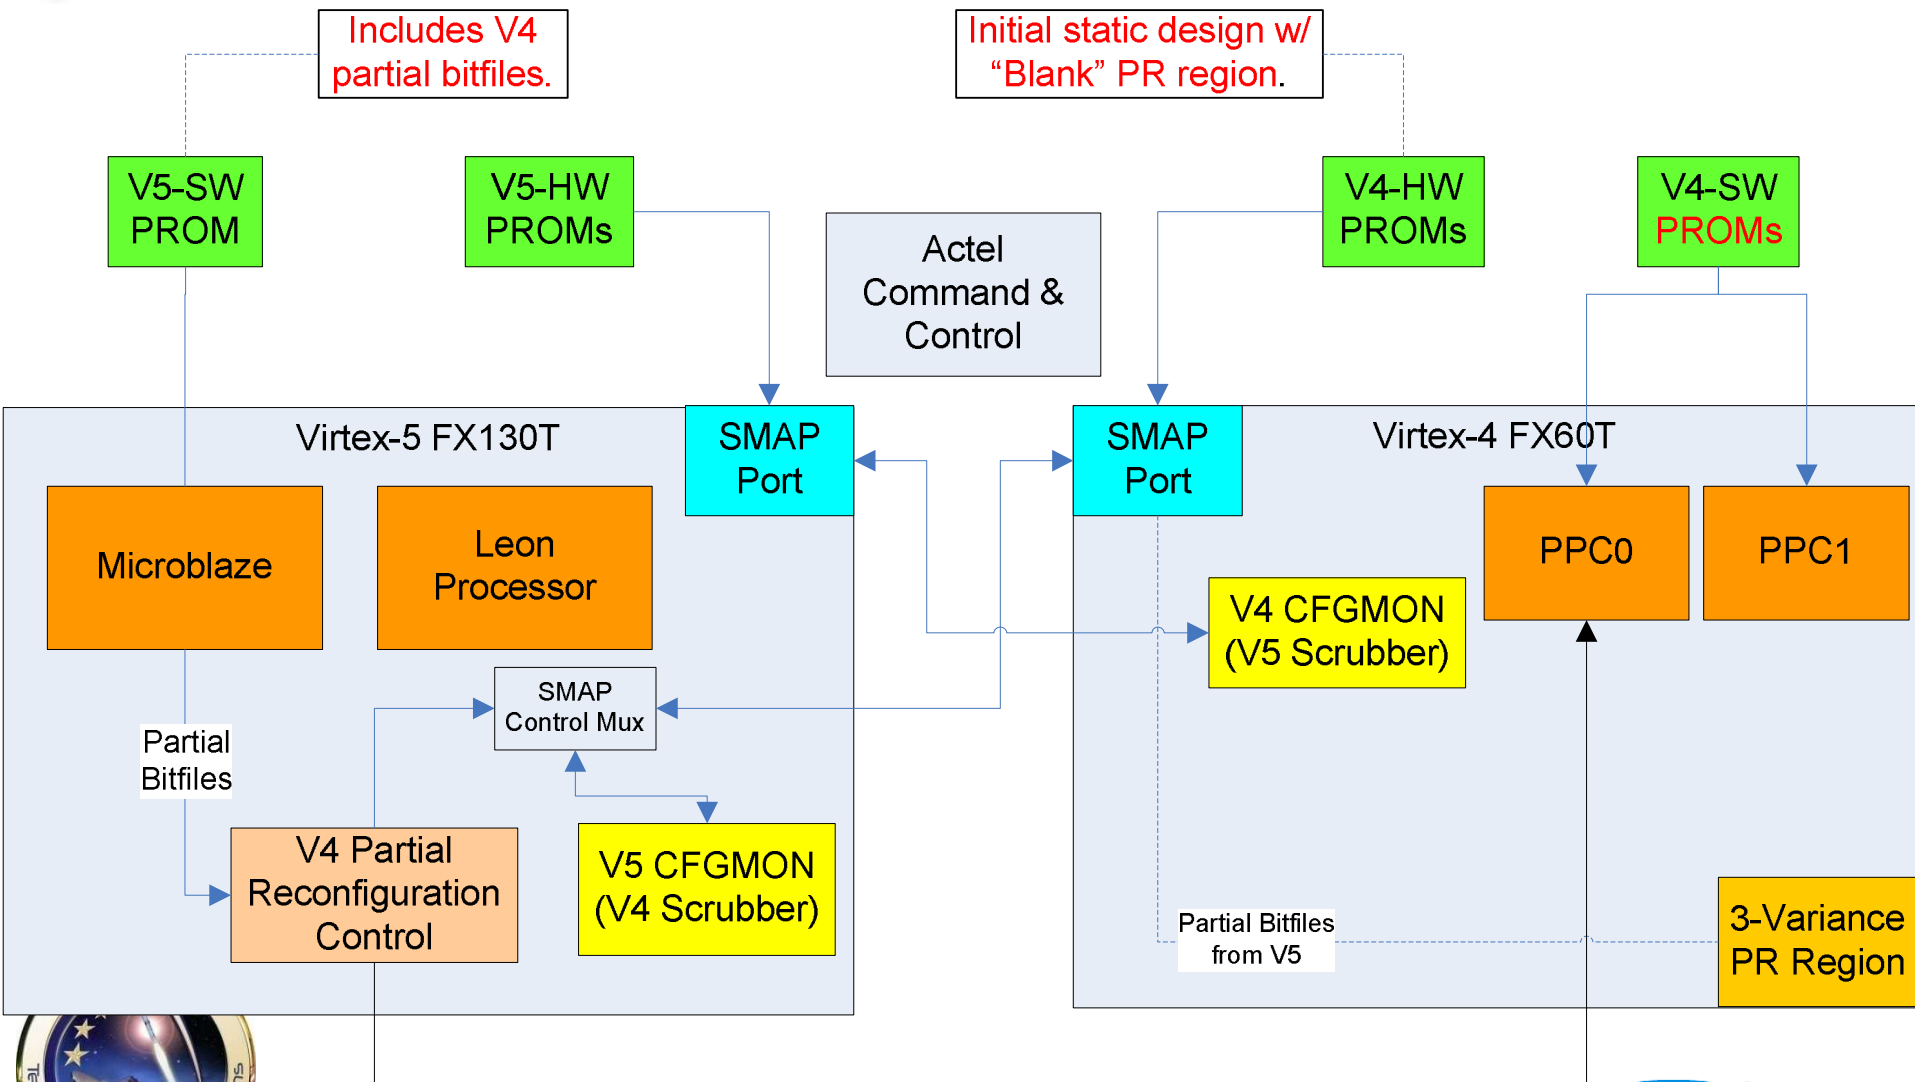 Includes V4
partial bitfiles.
Initial static design w/
“Blank” PR region.
V5-SW
PROM
V5-HW
PROMs
V4-HW
PROMs
V4-SW
PROMs
Actel
Command &
Control
Virtex-5 FX130T
SMAP
Port
SMAP
Port
Virtex-4 FX60T
Microblaze
Leon
Processor
PPC0
PPC1
V4 CFGMON
(V5 Scrubber)
SMAP
Control Mux
Partial
Bitfiles
V4 Partial
Reconfiguration
Control
V5 CFGMON
(V4 Scrubber)
Partial Bitfiles
from V5
3-Variance
PR Region